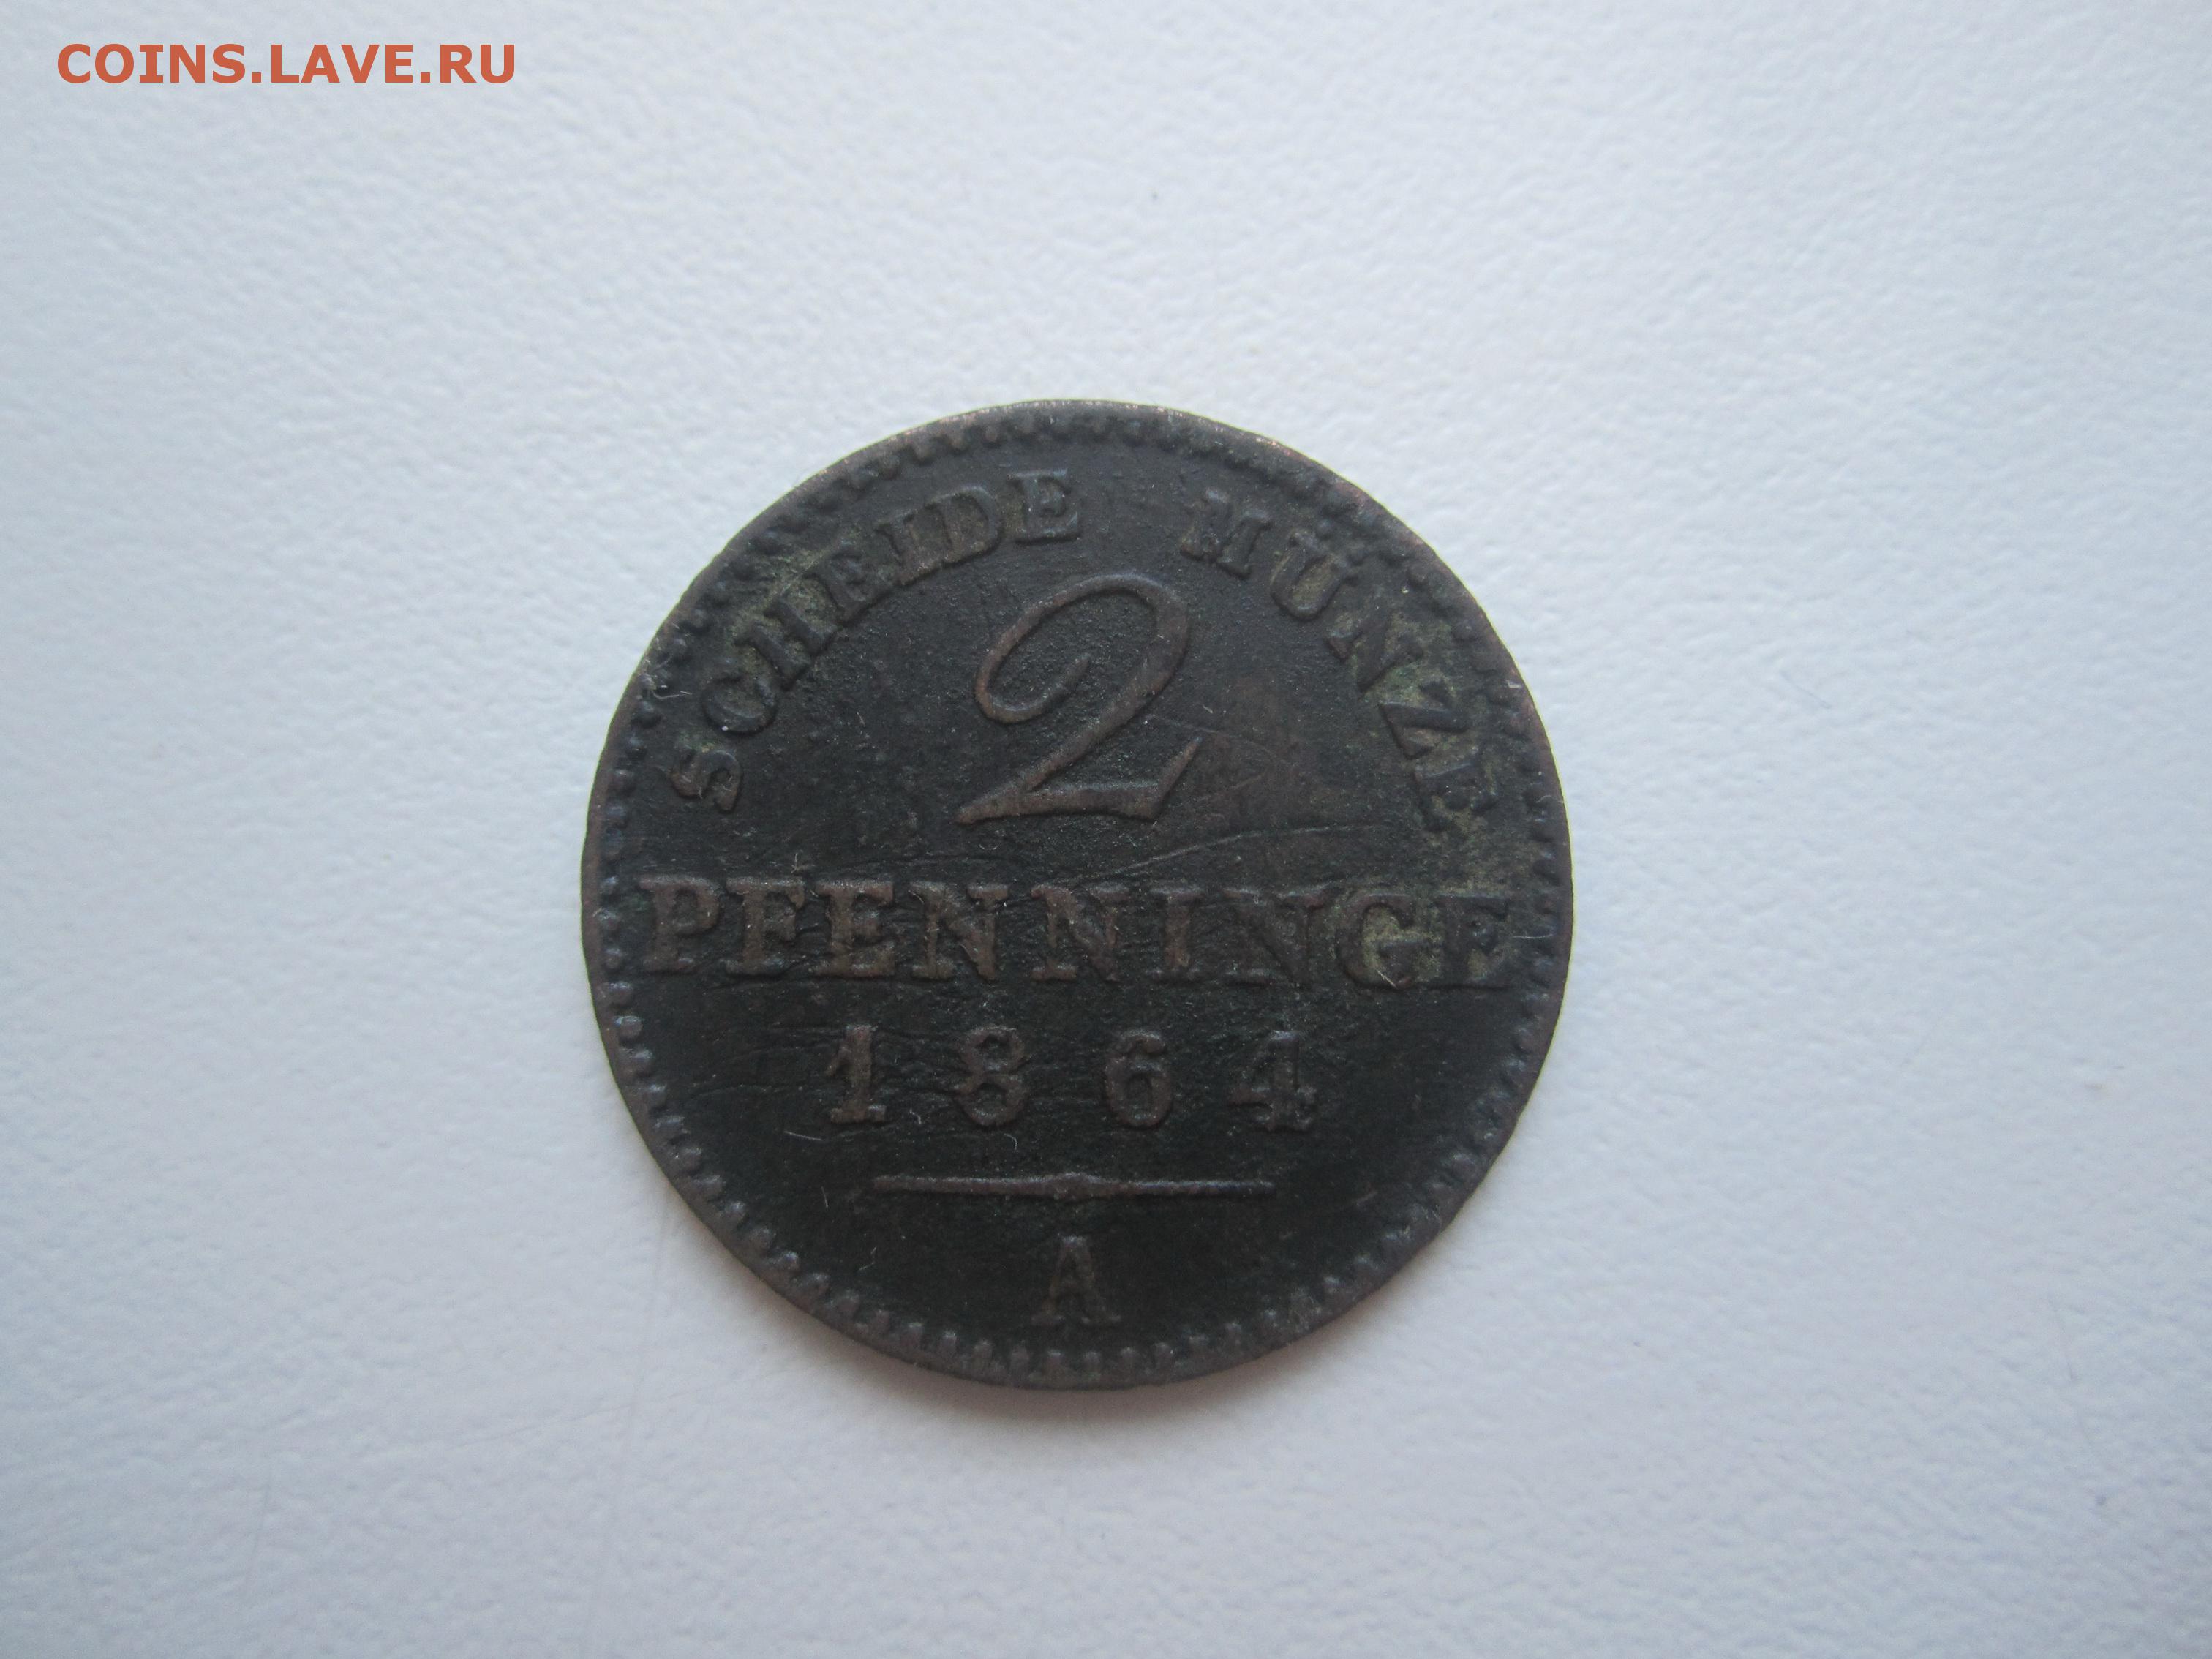 COINS.LAVE.RU
SCHEIDE MÜNZE
2
PFENNINGE
1864
A